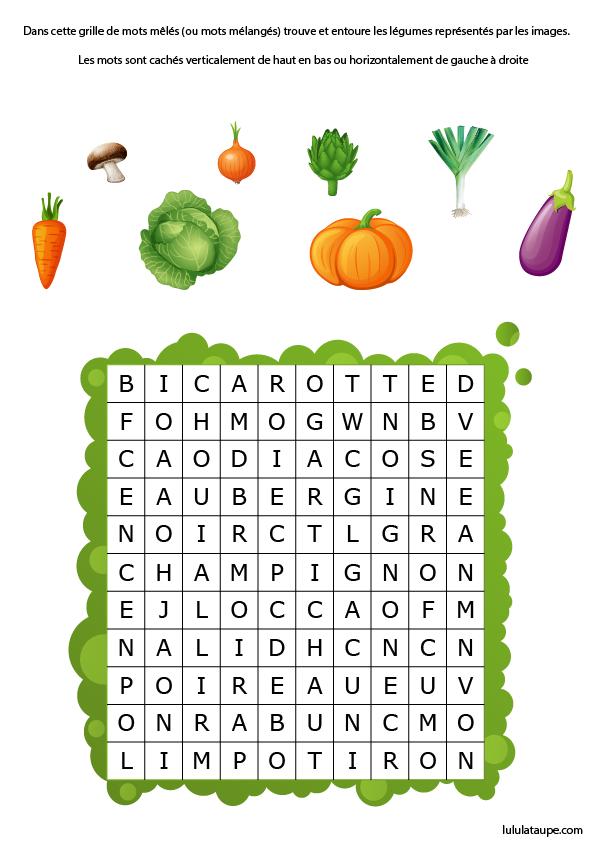 Dans cette grille de mots mêlés (ou mots mélangés) trouve et entoure les légumes représentés par les images.
Les mots sont cachés verticalement de haut en bas ou horizontalement de gauche à droite
B I C A R O T T E D
F O H M O G W N B V
C A O D I A C O S E
E A U B E R G I N E
N O I R C T L G R A
C H A M P I G N O N
E J L O C C A O F M
N A L I D H C N C N
P O I R E A U E U V
O N R A B U N C M O
L I M P O T I R O N
lululataupe.com